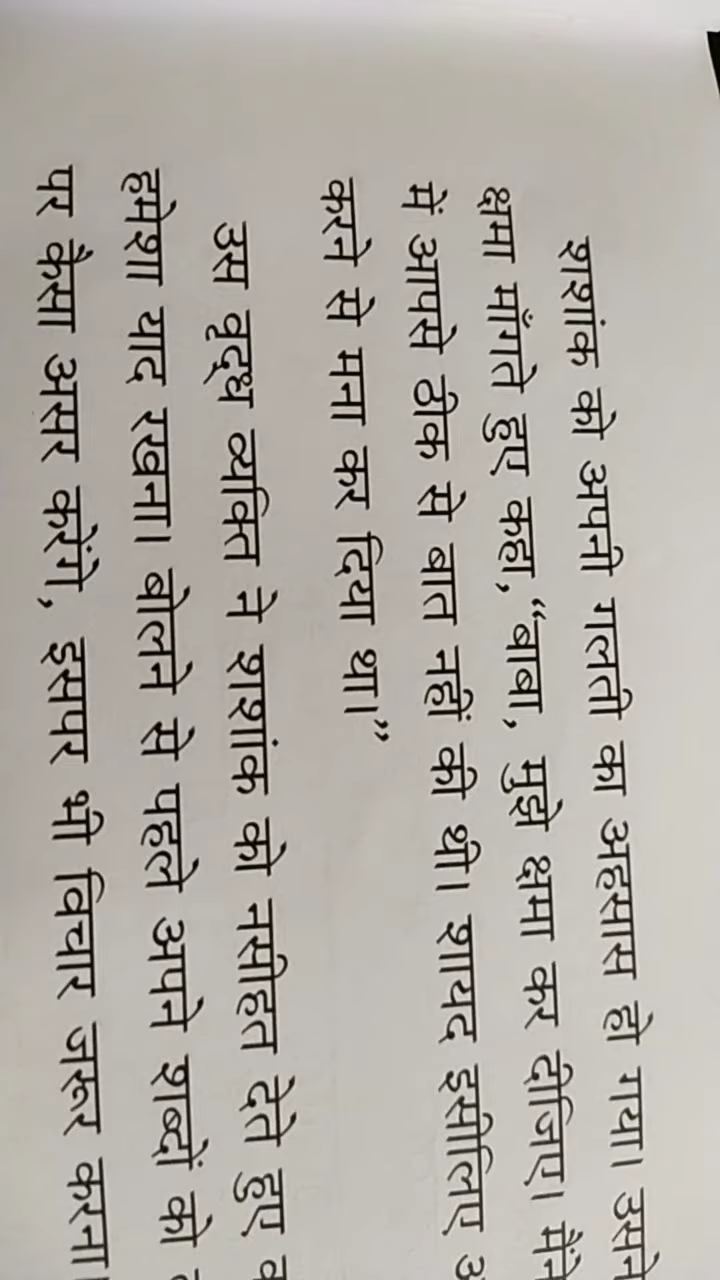 शशांक को अपनी गलती का अहसास हो गया। उसने
क्षमा माँगते हुए कहा, “बाबा, मुझे क्षमा कर दीजिए। मैंने
में आपसे ठीक से बात नहीं की थी। शायद इसीलिए
करने से मना कर दिया था।”
उस वृद्ध व्यक्ति ने शशांक को नसीहत देते हुए
हमेशा याद रखना। बोलने से पहले अपने शब्दों को
पर कैसा असर करेंगे, इसपर भी विचार जरूर करना।